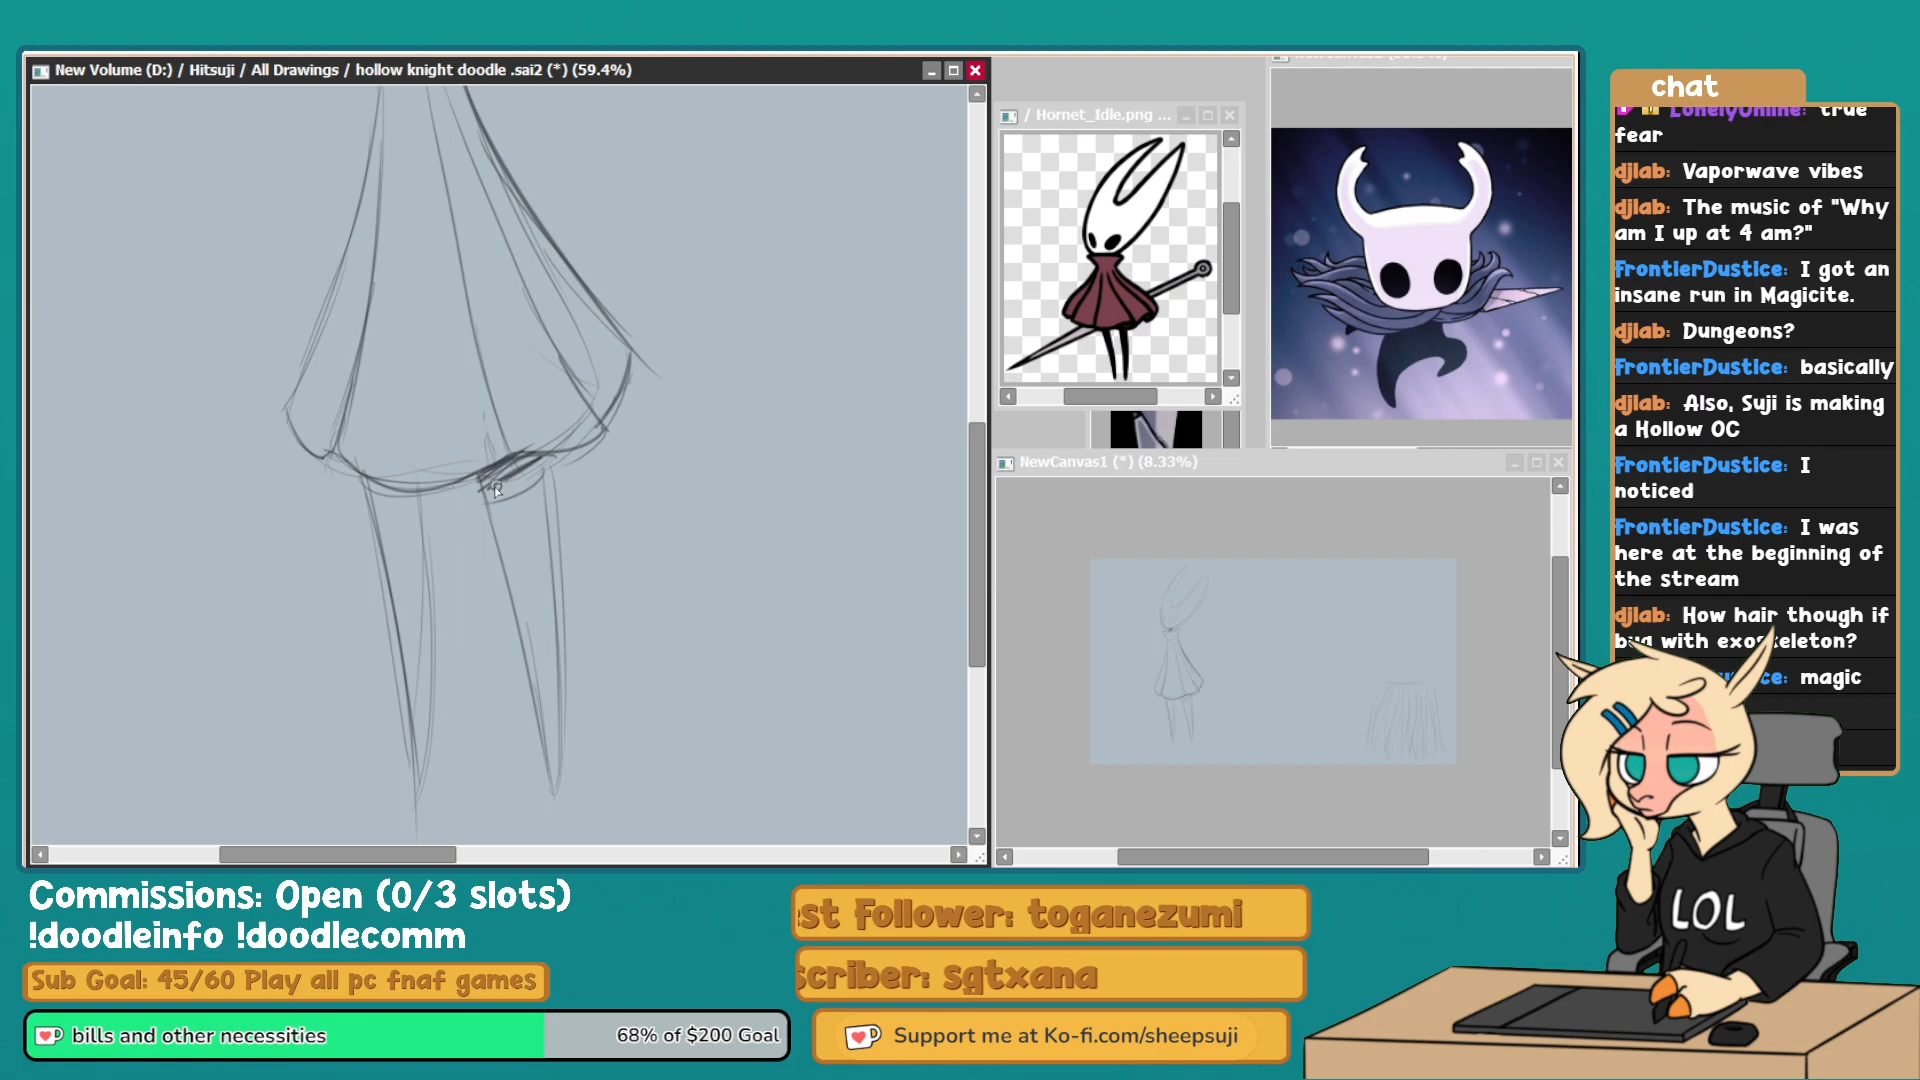 New Volume (D:) / Hitsuji / All Drawings / hollow knight doodle .sai2 (*) (59.4%)
/ Hornet_Idle.png ...
NewCanvas1 (*) (8.33%)
chat
LonelyOnline: true
fear
djlab: Vaporwave vibes
djlab: The music of "Why
am I up at 4 am?"
FrontierDustice: I got an
insane run in Magicite.
djlab: Dungeons?
FrontierDustice: basically
djlab: Also, Suji is making
a Hollow OC
FrontierDustice: I
noticed
FrontierDustice: I was
here at the beginning of
the stream
djlab: How hair though if
bug with exoskeleton?
ce: magic
LOL
Commissions: Open (0/3 slots)
!doodleinfo !doodlecomm
Sub Goal: 45/60 Play all pc fnaf games
bills and other necessities 68% of $200 Goal
st Follower: toganezumi
scriber: sgtxana
Support me at Ko-fi.com/sheepsuji